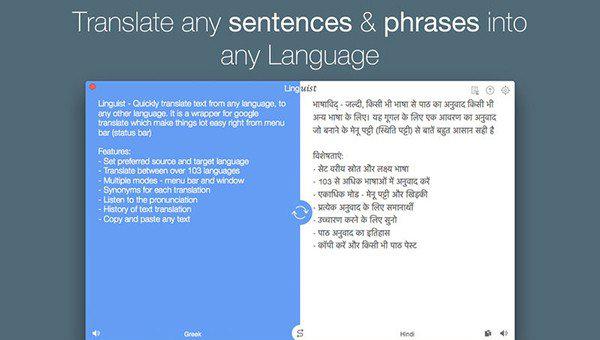 Translate any sentences & phrases into
any Language
Linguist
Linguist - Quickly translate text from any language, to
any other language. It is a wrapper for google
translate which make things lot easy right from menu
bar (status bar)
Features:
- Set preferred source and target language
- Translate between over 103 languages
- Multiple modes - menu bar and window
- Synonyms for each translation
- Listen to the pronunciation
- History of text translation
- Copy and paste any text
Greek
भाषाविद् - जल्दी, किसी भी भाषा से पाठ का अनुवाद किसी भी
अन्य भाषा के लिए। यह गूगल के लिए एक आवरण का अनुवाद
जो बनाने के मेनू पट्टी (स्थिति पट्टी) से बातें बहुत आसान सही है
विशेषताएं:
- सेट वरीय स्रोत और लक्ष्य भाषा
- 103 से अधिक भाषाओं में अनुवाद करें
- एकाधिक मोड - मेनू पट्टी और खिड़की
- प्रत्येक अनुवाद के लिए समानार्थी
- उच्चारण करने के लिए सुनो
- पाठ अनुवाद का इतिहास
- कॉपी करें और किसी भी पाठ पेस्ट
Hindi